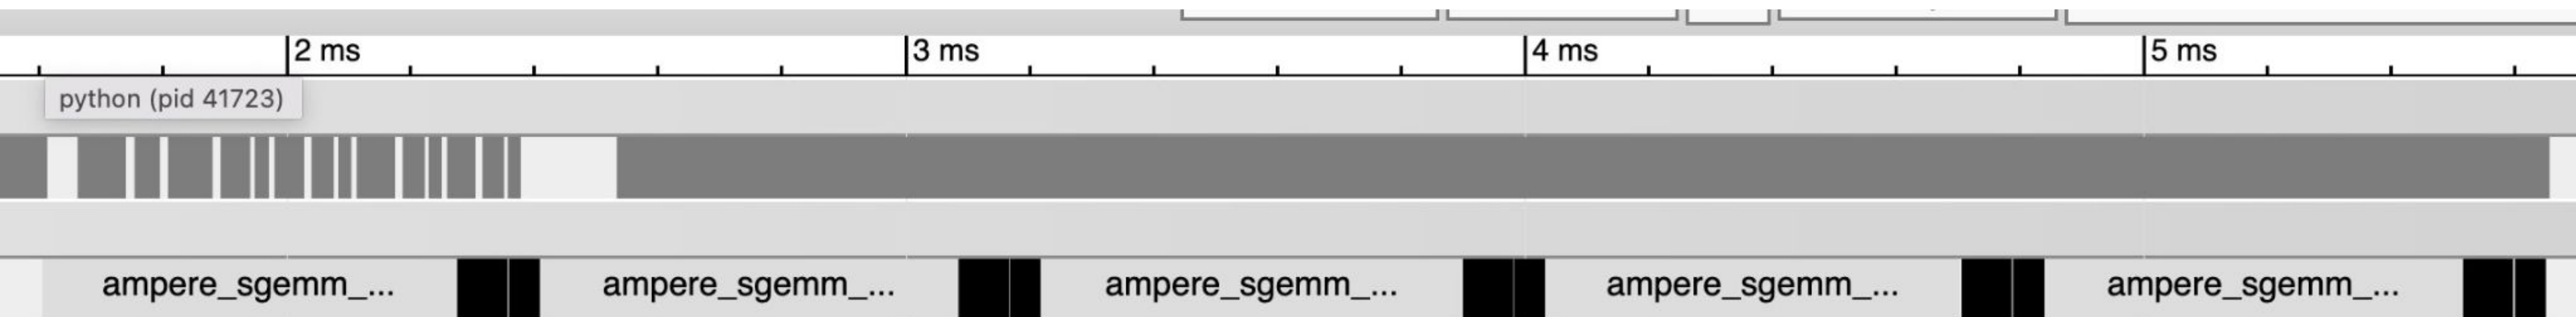 2 ms 3 ms 4 ms 5 ms
python (pid 41723)
ampere_sgemm_... ampere_sgemm_... ampere_sgemm_... ampere_sgemm_... ampere_sgemm_...